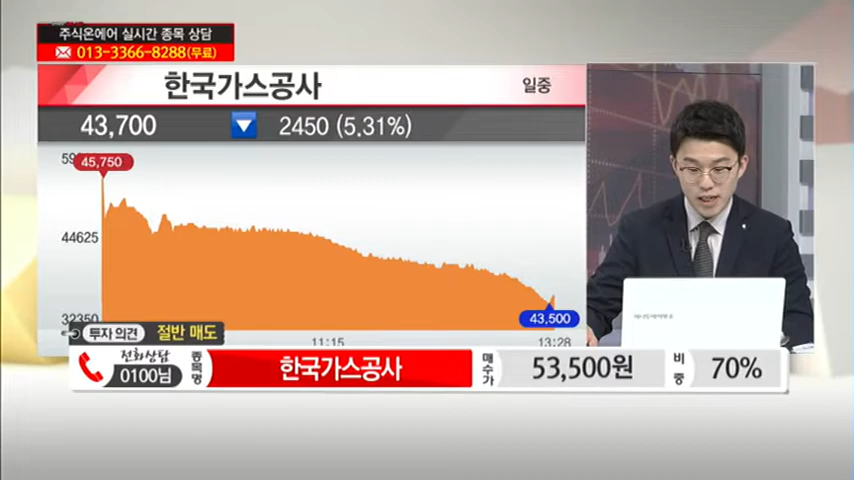 주식온에어 실시간 종목 상담
013-3366-8288(무료)
한국가스공사
일중
43,700 ▼ 2450 (5.31%)
45,750
44625
32350
43,500
11:15
13:28
투자 의견 절반 매도
전화상담
0100님
종목명
한국가스공사
매수가
53,500원
비중
70%